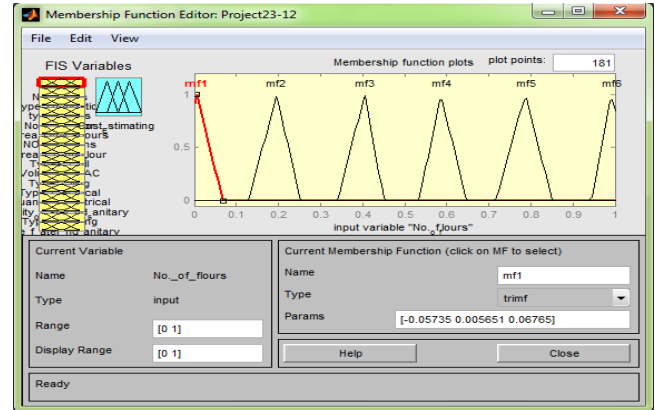 Membership Function Editor: Project23-12
File Edit View
FIS Variables
Membership function plots plot points: 181
mf1 mf2 mf3 mf4 mf5 mf6
1
0.5
0
0 0.1 0.2 0.3 0.4 0.5 0.6 0.7 0.8 0.9 1
input variable "No._of_flours"
Current Variable
Name No._of_flours
Type input
Range [0 1]
Display Range [0 1]
Current Membership Function (click on MF to select)
Name mf1
Type trimf
Params [-0.05735 0.005651 0.06765]
Help Close
Ready